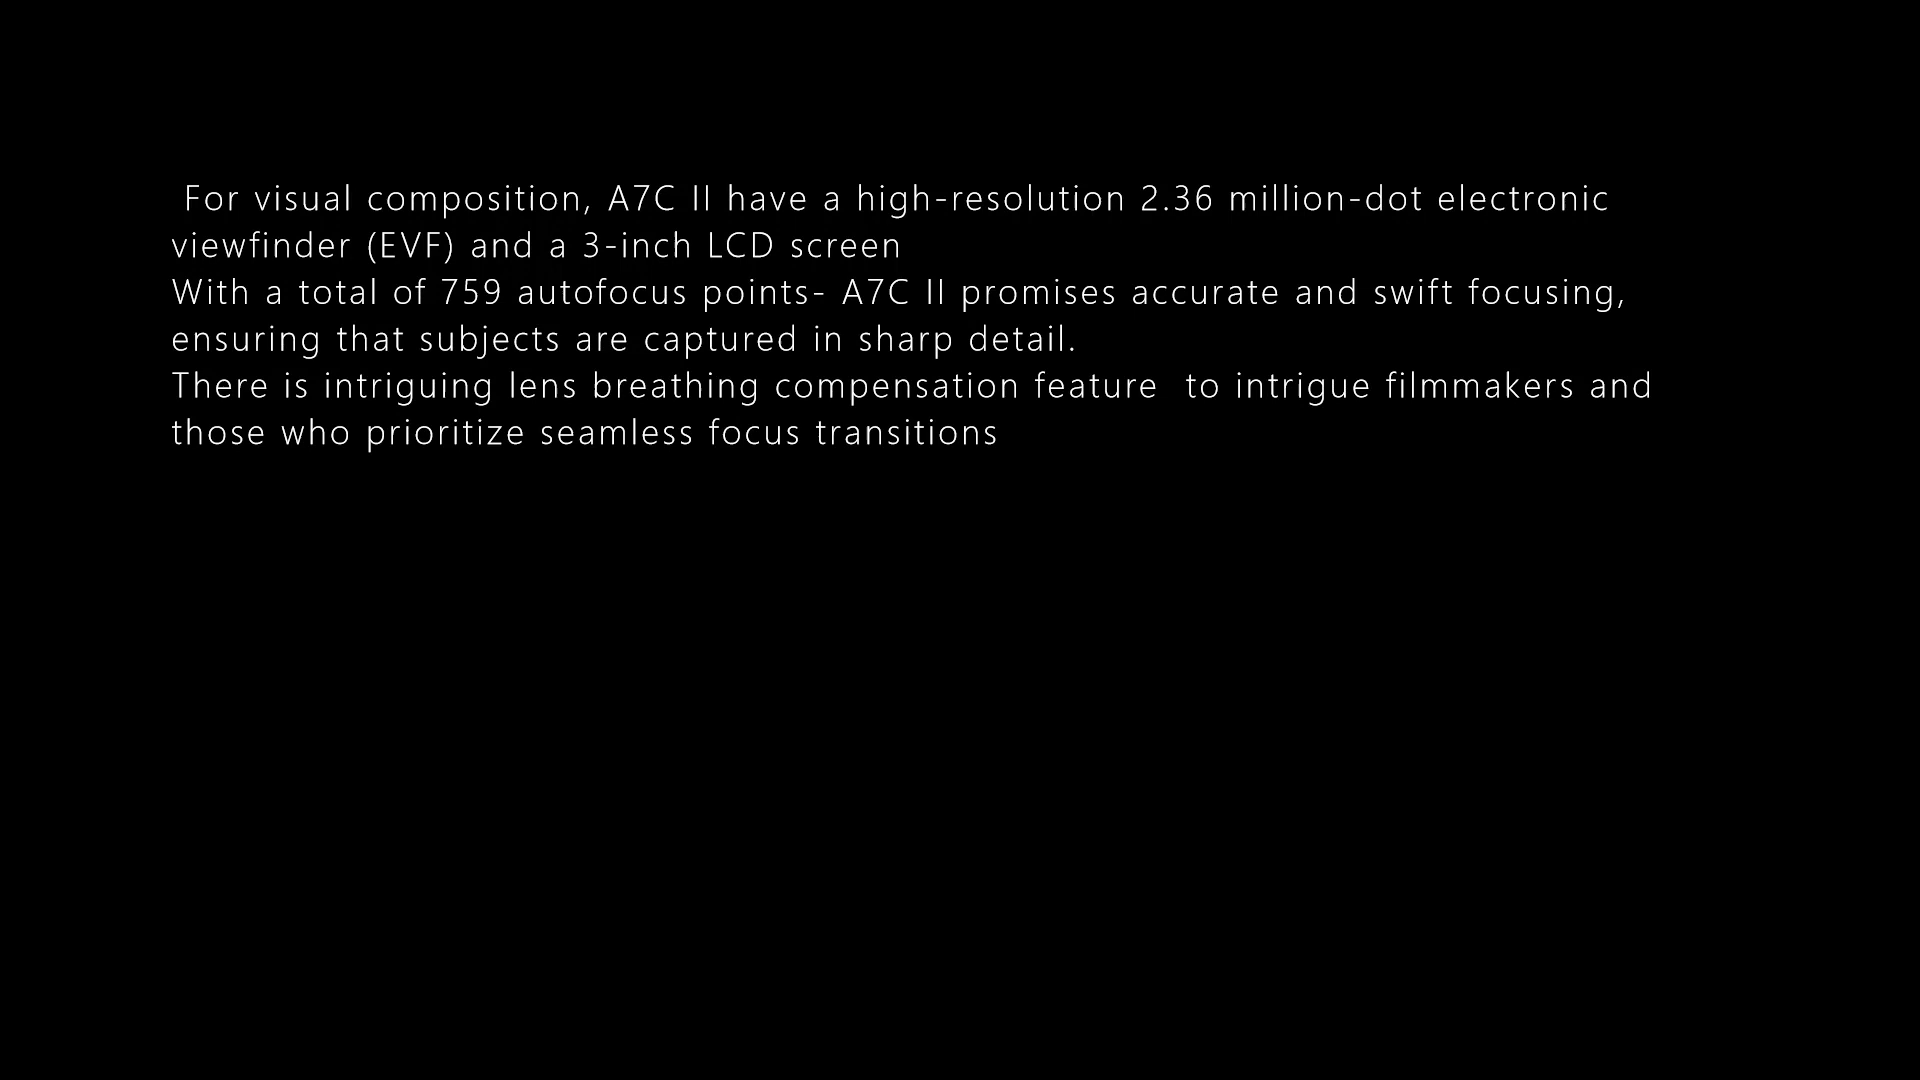 For visual composition, A7C II have a high-resolution 2.36 million-dot electronic
viewfinder (EVF) and a 3-inch LCD screen
With a total of 759 autofocus points- A7C II promises accurate and swift focusing,
ensuring that subjects are captured in sharp detail.
There is intriguing lens breathing compensation feature  to intrigue filmmakers and
those who prioritize seamless focus transitions